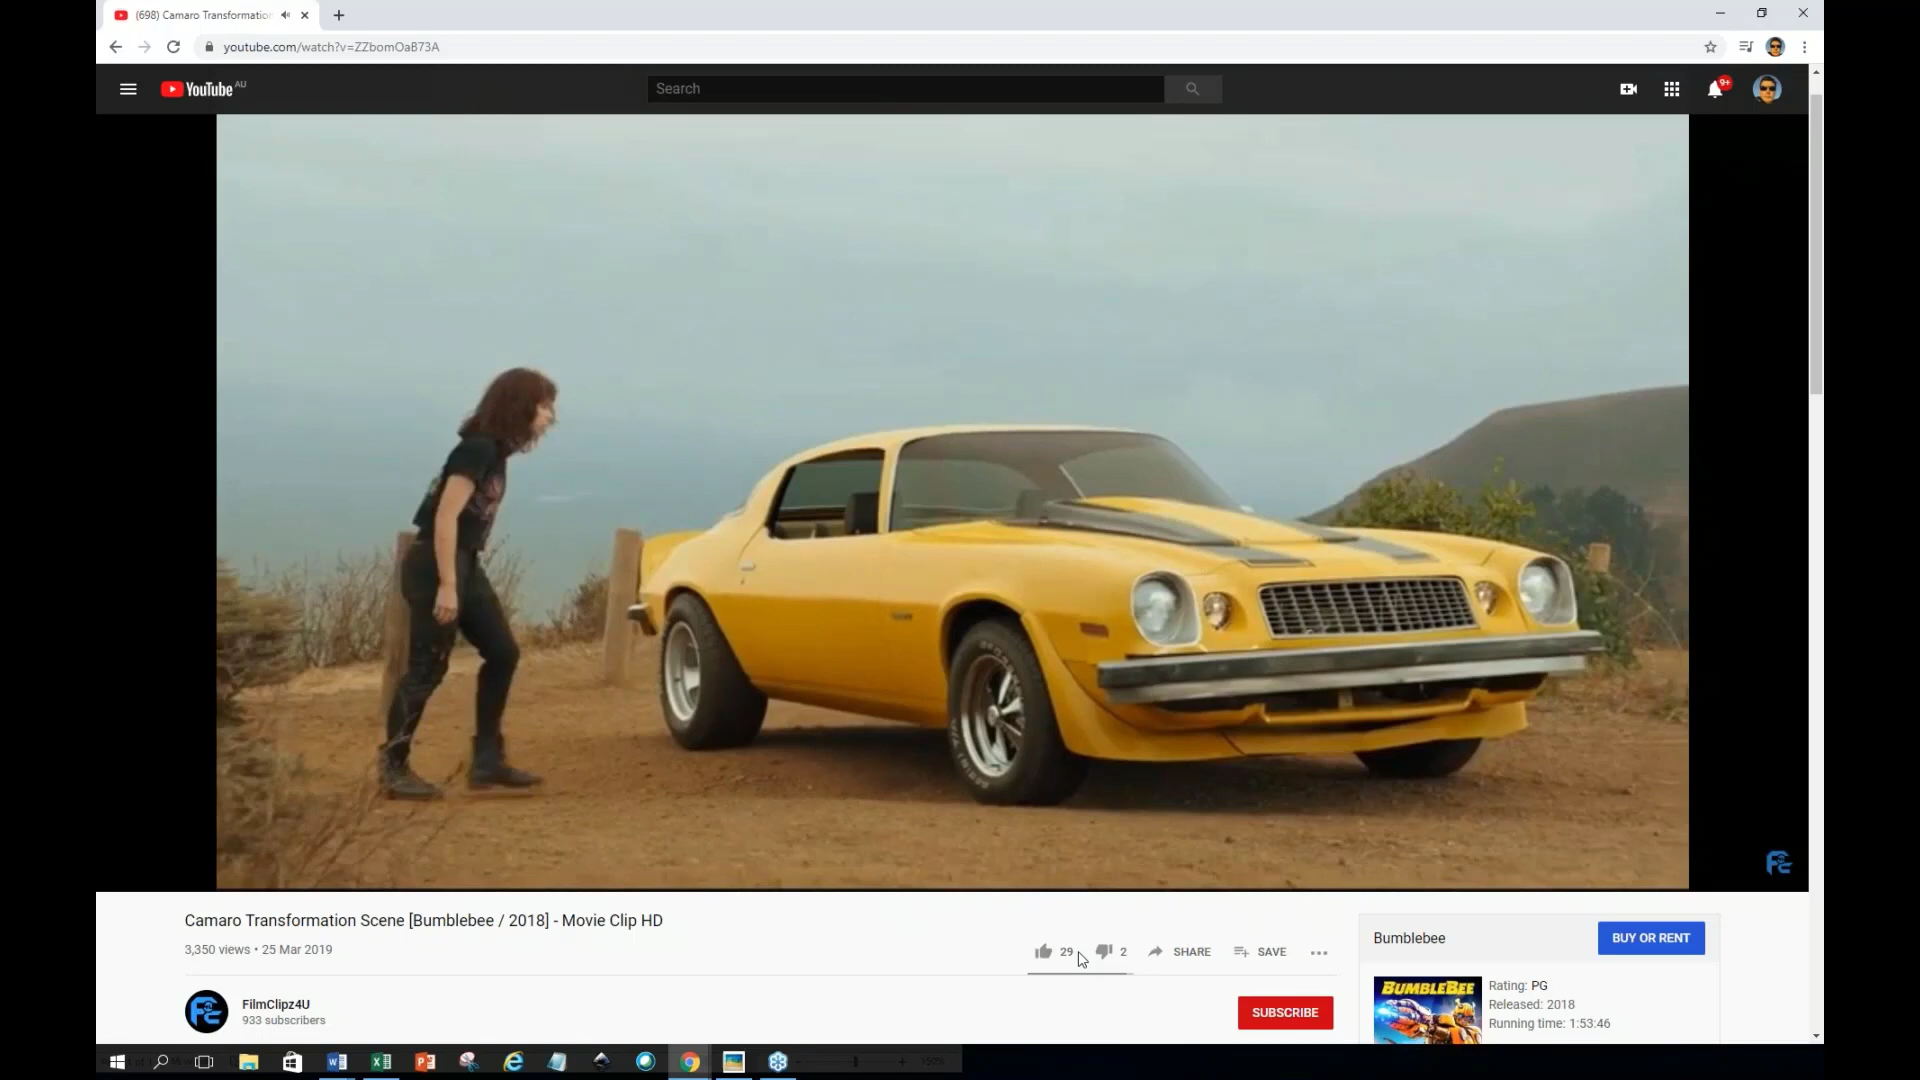 (698) Camaro Transformation
youtube.com/watch?v=ZZbomOaB73A
YouTube AU
Search
9+
Camaro Transformation Scene [Bumblebee / 2018] - Movie Clip HD
3,350 views • 25 Mar 2019
29
2
SHARE
SAVE
FilmClipz4U
933 subscribers
SUBSCRIBE
Bumblebee
BUY OR RENT
BUMBLEBEE
Rating: PG
Released: 2018
Running time: 1:53:46